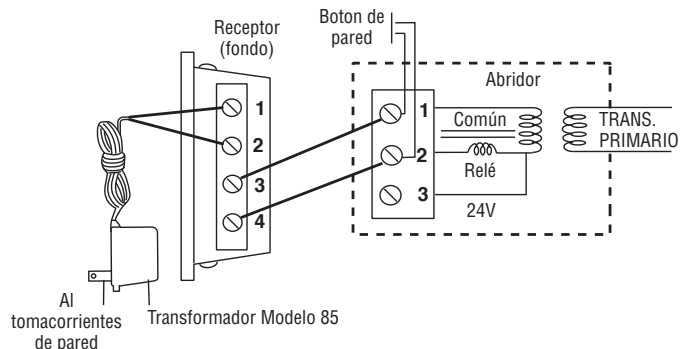 Receptor
(fondo)
Boton de
pared
Abridor
1
2
3
4
1
2
3
Común
Relé
24V
TRANS.
PRIMARIO
Al
tomacorrientes
de pared
Transformador Modelo 85